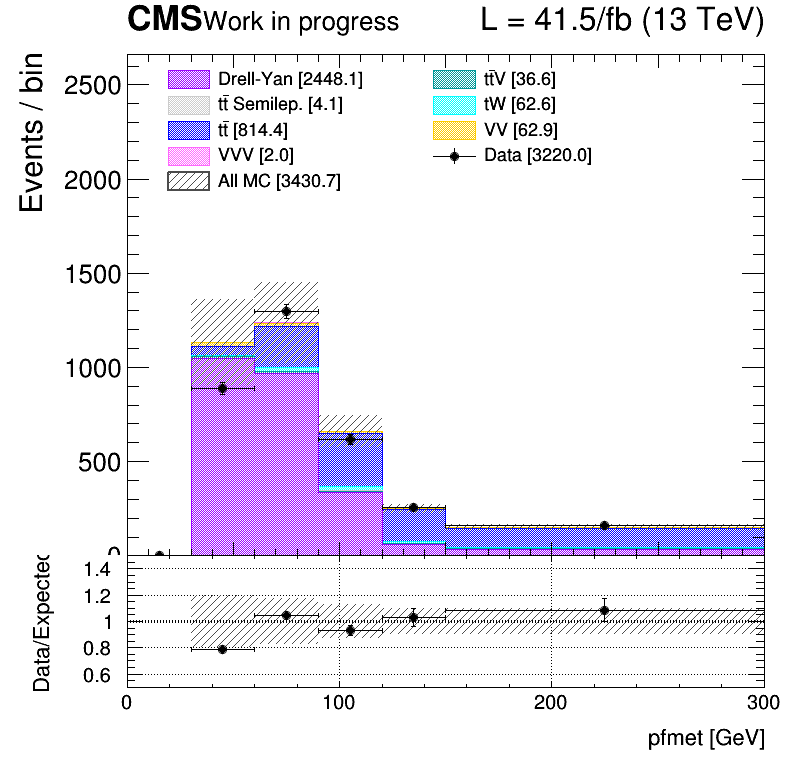 CMS Work in progress L = 41.5/fb (13 TeV)
Events / bin
2500
2000
1500
1000
500
0
Drell-Yan [2448.1]
tt̄ Semilep. [4.1]
tt̄ [814.4]
VVV [2.0]
All MC [3430.7]
tt̄V [36.6]
tW [62.6]
VV [62.9]
Data [3220.0]
Data/Expected
1.4
1.2
1
0.8
0.6
0 100 200 300
pfmet [GeV]